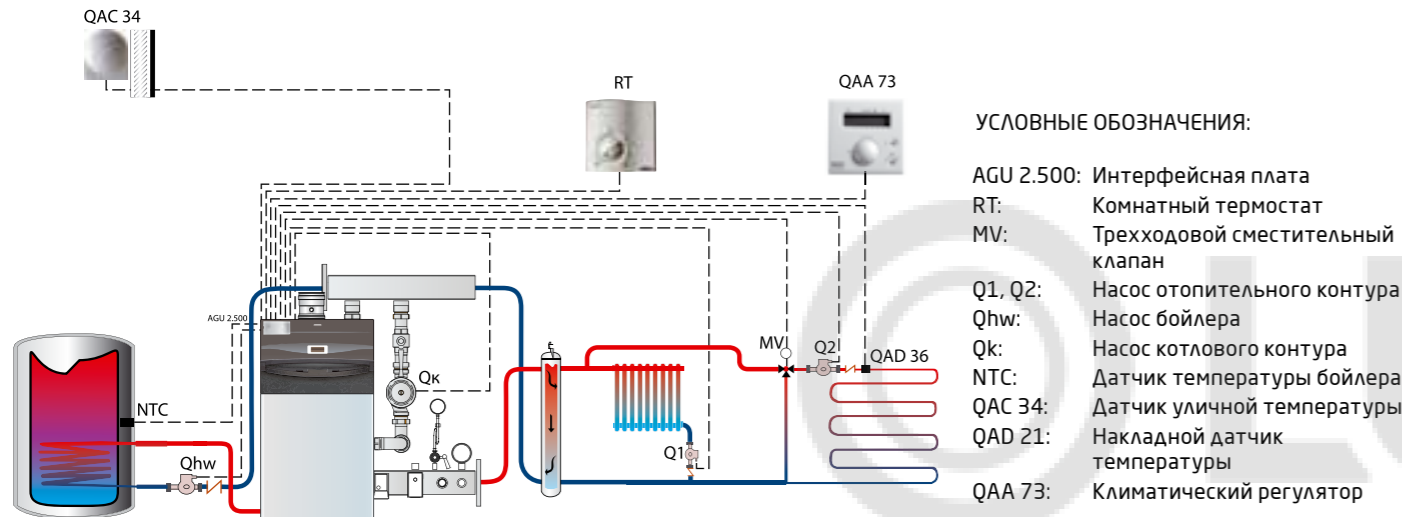 QAC 34
RT
QAA 73
AGU 2.500
NTC
Qhw
Qк
MV
Q2
QAD 36
Q1
УСЛОВНЫЕ ОБОЗНАЧЕНИЯ:
AGU 2.500: Интерфейсная плата
RT: Комнатный термостат
MV: Трехходовой сместительный
клапан
Q1, Q2: Насос отопительного контура
Qhw: Насос бойлера
Qk: Насос котлового контура
NTC: Датчик температуры бойлера
QAC 34: Датчик уличной температуры
QAD 21: Накладной датчик
температуры
QAA 73: Климатический регулятор